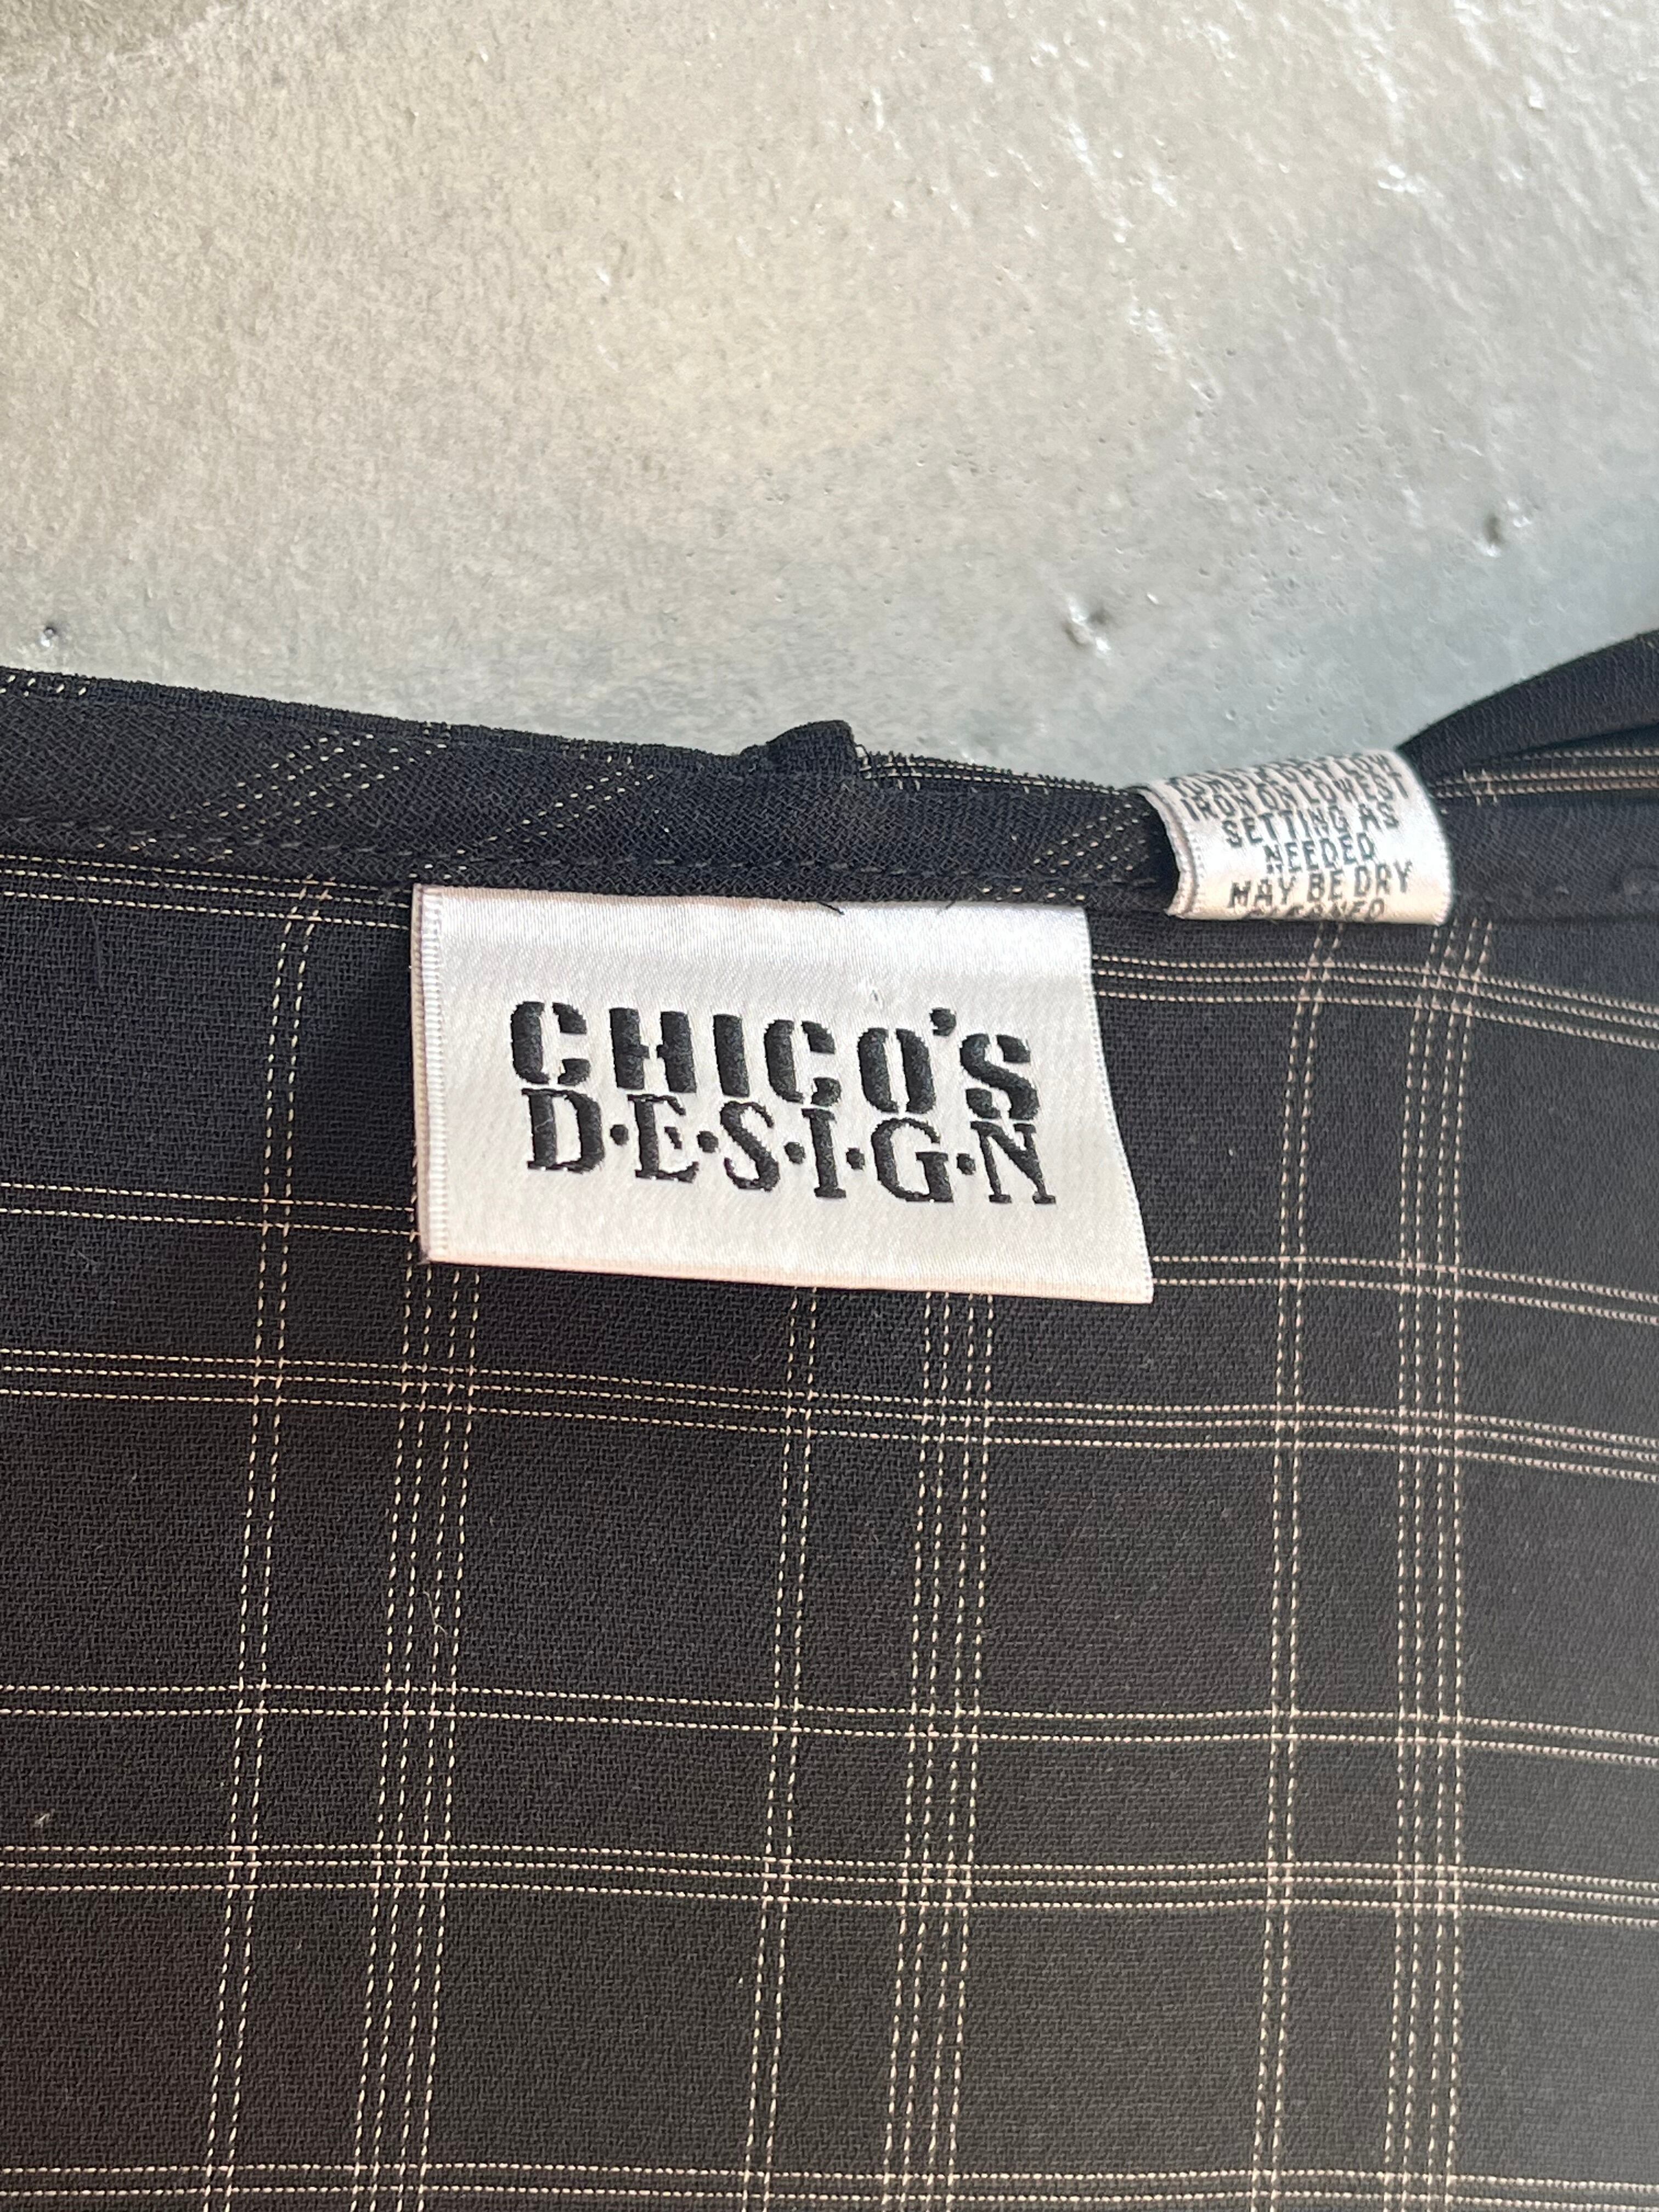 CHICO'S
D·E·S·I·G·N
IRON ON LOWEST
SETTING AS
NEEDED
MAY BE DRY